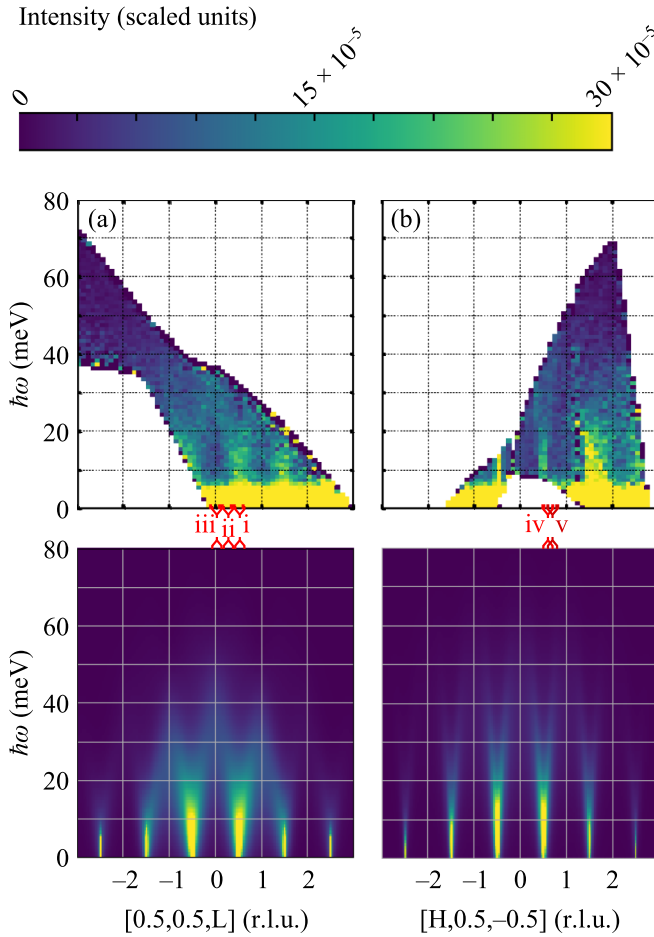 Intensity (scaled units)
0
15 × 10⁻⁵
30 × 10⁻⁵
(a)
(b)
80
60
40
20
0
ħω (meV)
iii
ii
i
iv
v
80
60
40
20
0
ħω (meV)
−2 −1 0 1 2
−2 −1 0 1 2
[0.5,0.5,L] (r.l.u.)
[H,0.5,–0.5] (r.l.u.)